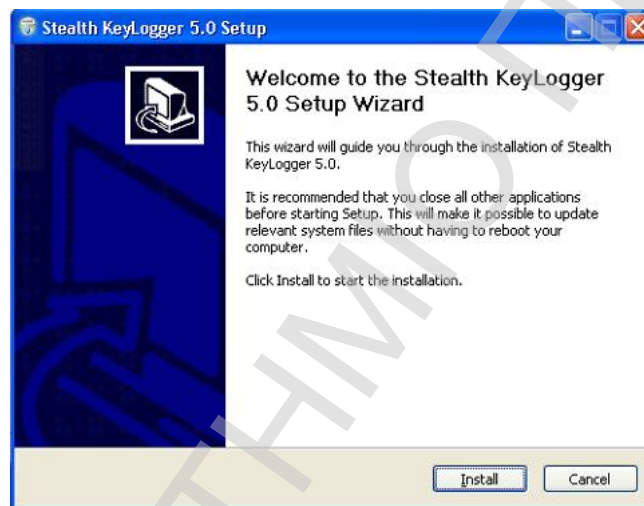 Stealth KeyLogger 5.0 Setup
Welcome to the Stealth KeyLogger
5.0 Setup Wizard
This wizard will guide you through the installation of Stealth
KeyLogger 5.0.
It is recommended that you close all other applications
before starting Setup. This will make it possible to update
relevant system files without having to reboot your
computer.
Click Install to start the installation.
Install
Cancel